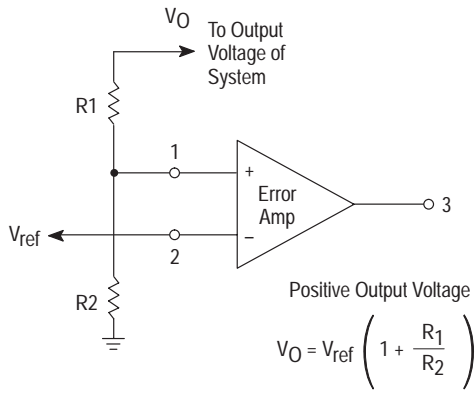 VO
To Output
Voltage of
System
R1
1
+
Error
Amp
3
Vref
2
–
R2
Positive Output Voltage
VO = Vref ( 1 + R1 / R2 )